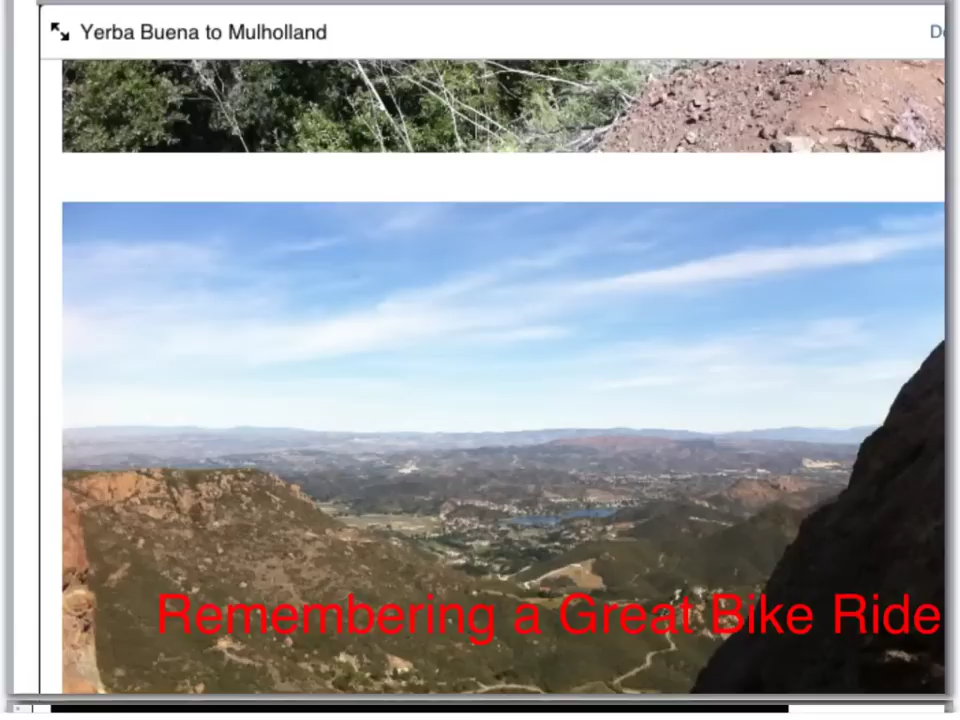 Yerba Buena to Mulholland
Remembering a Great Bike Ride